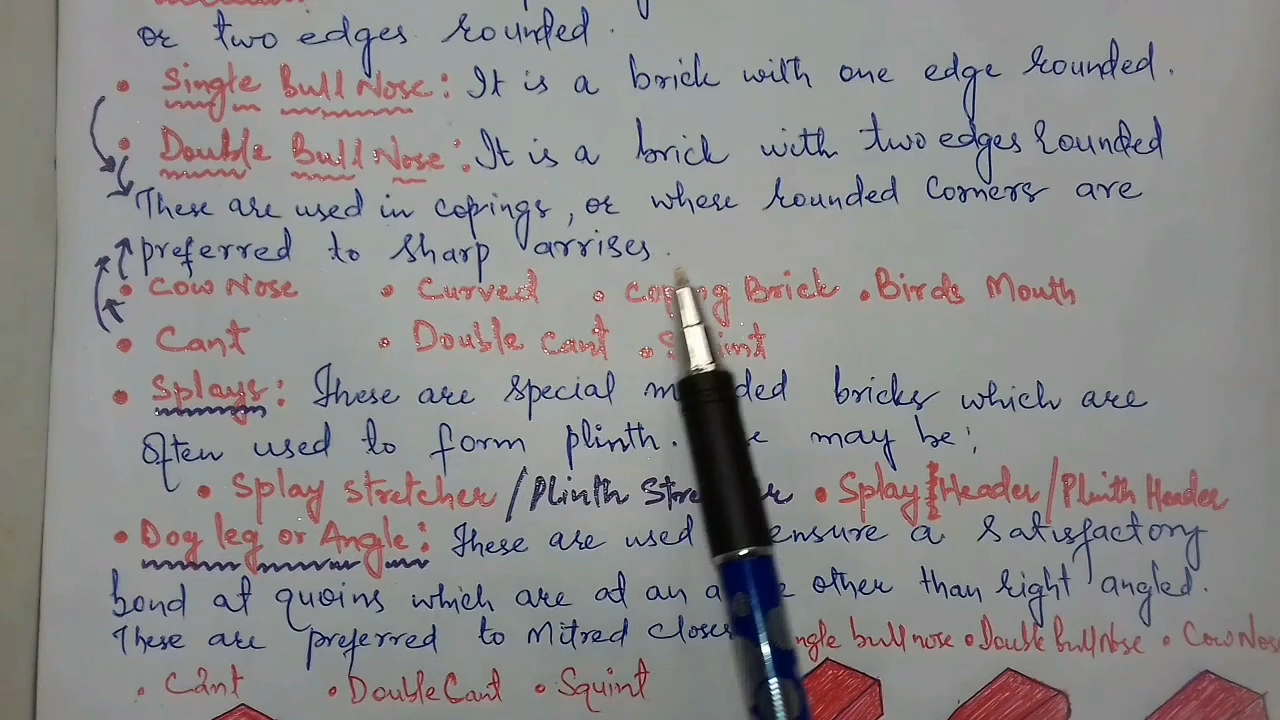 or two edges rounded.
• Single Bull Nose: It is a brick with one edge rounded.
• Double Bull Nose: It is a brick with two edges rounded
These are used in copings, or where rounded corners are
preferred to sharp arrises.
• Cow Nose • Curved • Brick • Birds Mouth
• Cant • Double Cant •
• Splays: These are special bricks which are
Often used to form plinth. may be;
• Splay Stretcher/Plinth • Splay Header/Plinth Header
• Dog leg or Angle: These are used ensure a satisfactory
bond at quoins which are at an other than right angled.
These are preferred to Mitred bull nose • Double bull Nose • Cow Nose
• Cant • Double Cant • Squint